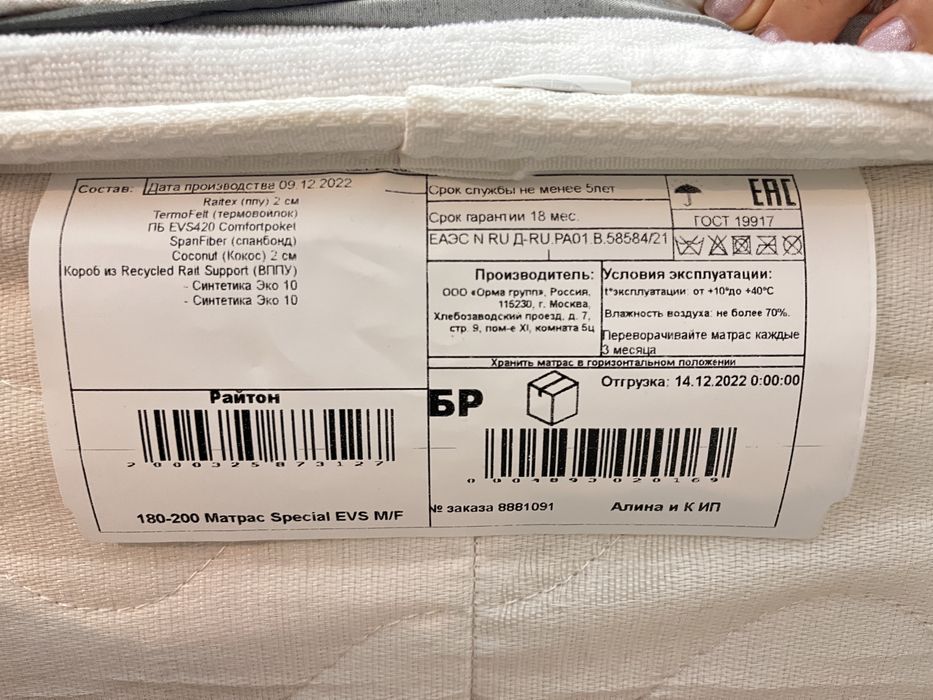 Состав: Дата производства 09.12.2022
Raitex (ппу) 2 см
TermoFelt (термовойлок)
ПБ EVS420 Comfortpoket
SpanFiber (спанбонд)
Coconut (Кокос) 2 см
Короб из Recycled Rait Support (ВППУ)
- Синтетика Эко 10
- Синтетика Эко 10
Срок службы не менее 5лет
Срок гарантии 18 мес.
ЕАЭС N RU Д-RU.РА01.В.58584/21
EAC
ГОСТ 19917
Производитель:
ООО «Орма групп», Россия,
115230, г. Москва,
Хлебозаводский проезд, д. 7,
стр. 9, пом-е XI, комната 5ц
Условия эксплуатации:
t°эксплуатации: от +10°до +40°С
Влажность воздуха: не более 70%.
Переворачивайте матрас каждые
3 месяца
Хранить матрас в горизонтальном положении
Райтон
2000325873127
180-200 Матрас Special EVS M/F
БР
Отгрузка: 14.12.2022 0:00:00
0004893020169
№ заказа 8881091
Алина и К ИП